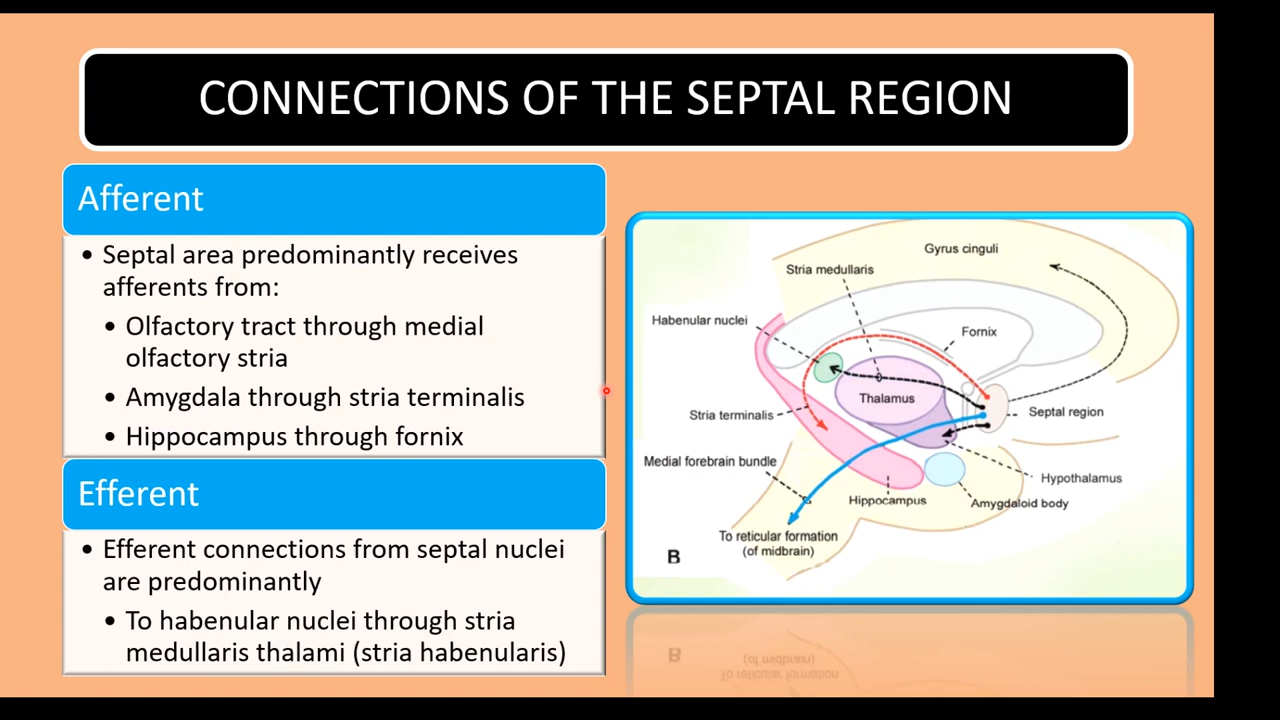 CONNECTIONS OF THE SEPTAL REGION
Afferent
• Septal area predominantly receives
afferents from:
• Olfactory tract through medial
olfactory stria
• Amygdala through stria terminalis
• Hippocampus through fornix
Efferent
• Efferent connections from septal nuclei
are predominantly
• To habenular nuclei through stria
medullaris thalami (stria habenularis)
Gyrus cinguli
Stria medullaris
Habenular nuclei
Fornix
Thalamus
Septal region
Stria terminalis
Medial forebrain bundle
Hypothalamus
Hippocampus
Amygdaloid body
To reticular formation
(of midbrain)
B